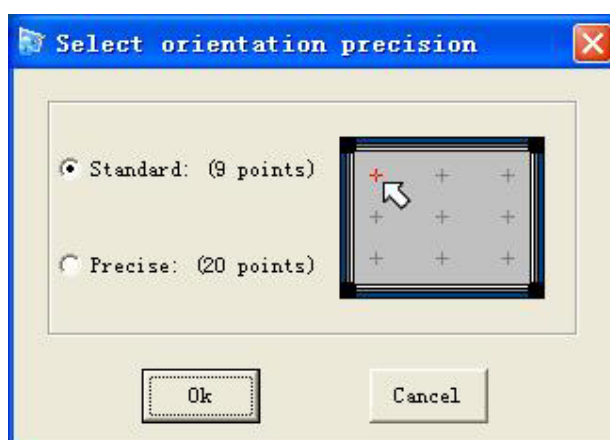 Select orientation precision
Standard: (9 points)
Precise: (20 points)
Ok
Cancel